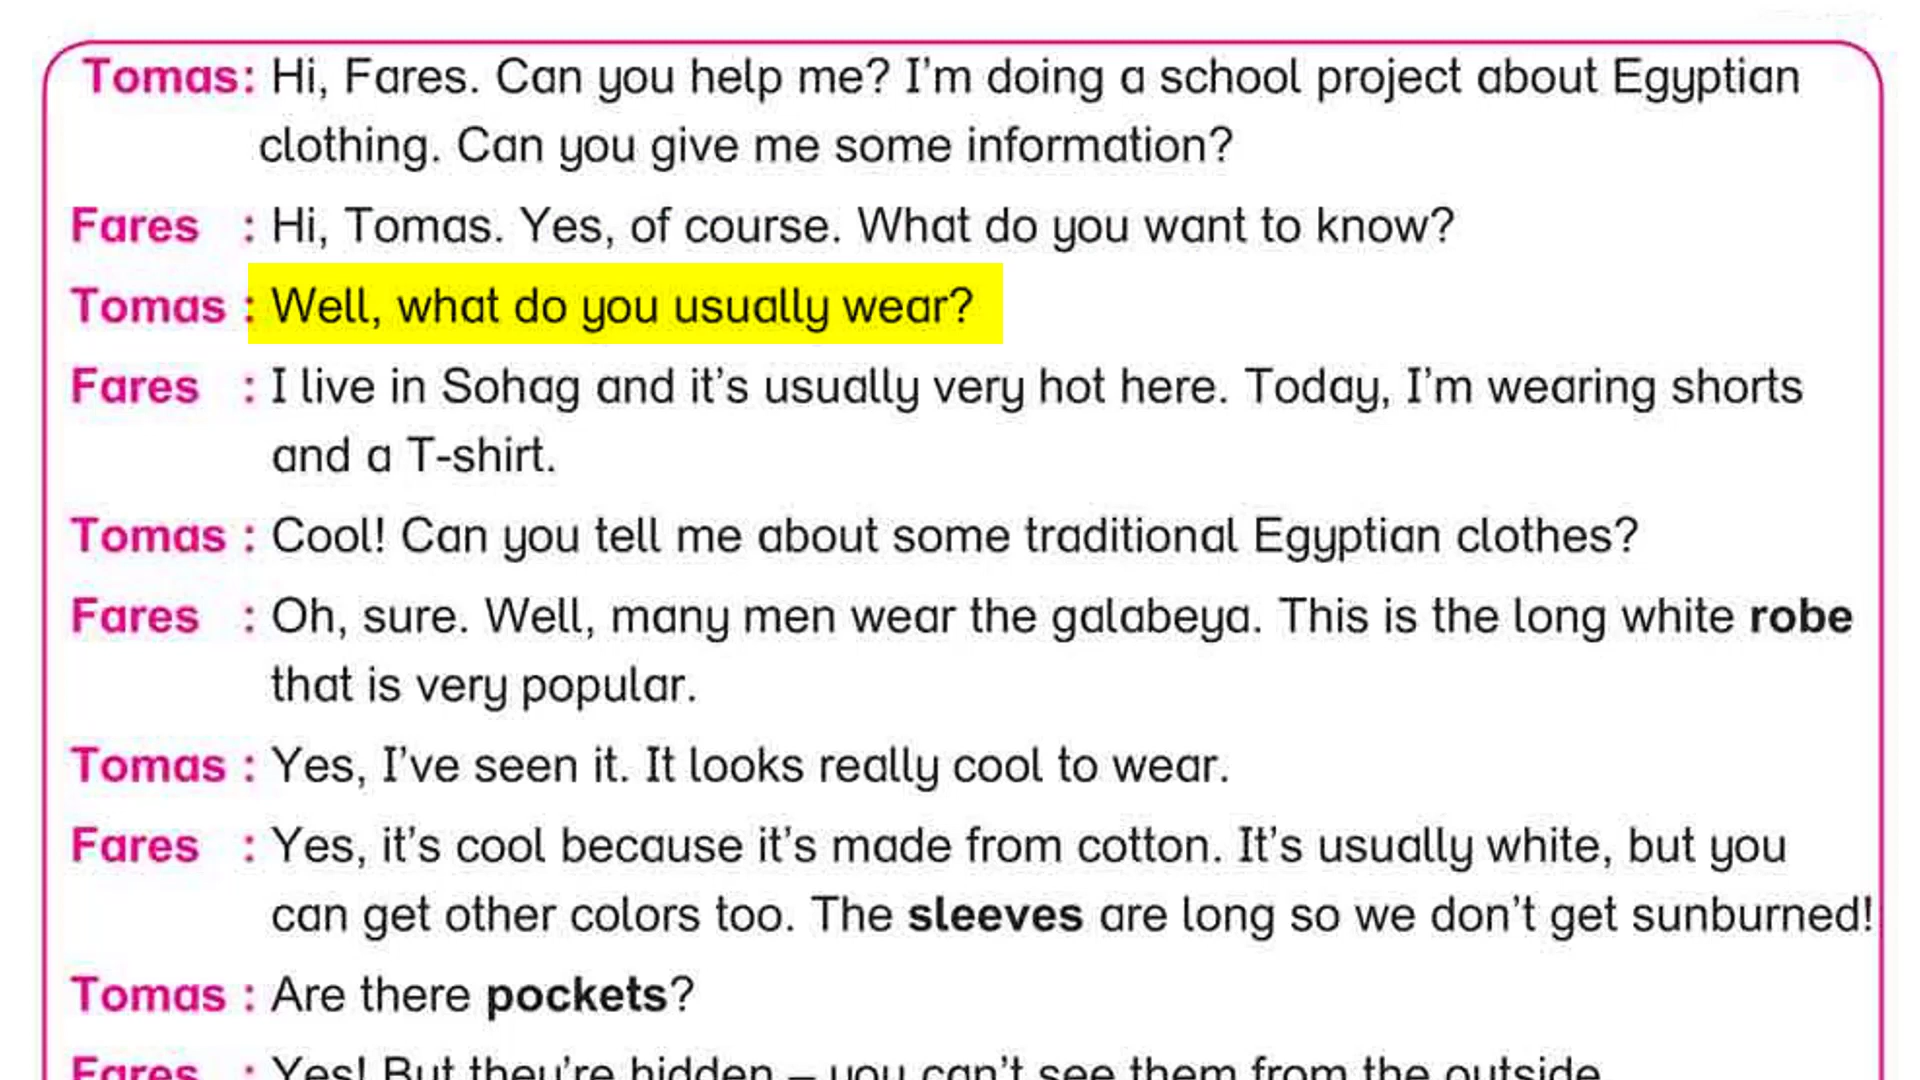 Tomas: Hi, Fares. Can you help me? I'm doing a school project about Egyptian
clothing. Can you give me some information?
Fares : Hi, Tomas. Yes, of course. What do you want to know?
Tomas : Well, what do you usually wear?
Fares : I live in Sohag and it's usually very hot here. Today, I'm wearing shorts
and a T-shirt.
Tomas : Cool! Can you tell me about some traditional Egyptian clothes?
Fares : Oh, sure. Well, many men wear the galabeya. This is the long white robe
that is very popular.
Tomas : Yes, I've seen it. It looks really cool to wear.
Fares : Yes, it's cool because it's made from cotton. It's usually white, but you
can get other colors too. The sleeves are long so we don't get sunburned!
Tomas : Are there pockets?
Fares : Yes! But they're hidden – you can't see them from the outside